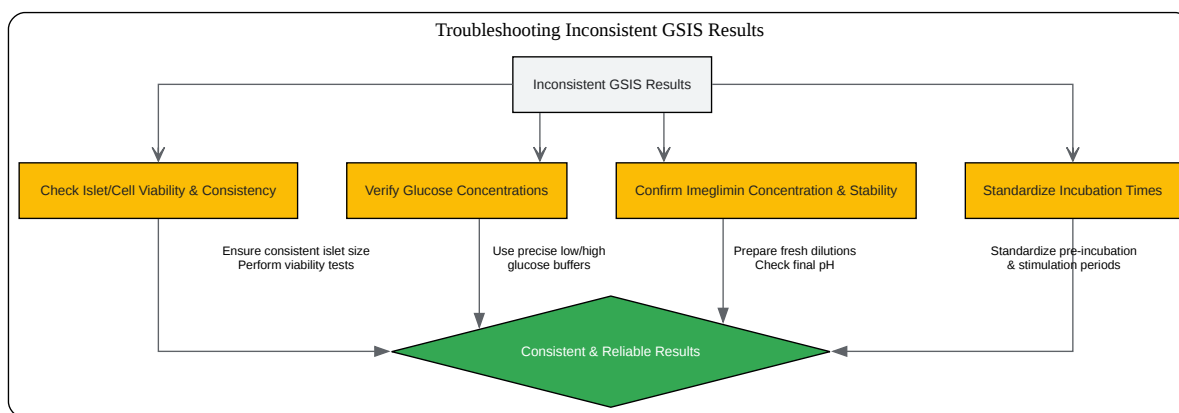 Troubleshooting Inconsistent GSIS Results
Inconsistent GSIS Results
Check Islet/Cell Viability & Consistency
Verify Glucose Concentrations
Confirm Imeglimin Concentration & Stability
Standardize Incubation Times
Ensure consistent islet size
Perform viability tests
Use precise low/high
glucose buffers
Prepare fresh dilutions
Check final pH
Standardize pre-incubation
& stimulation periods
Consistent & Reliable Results